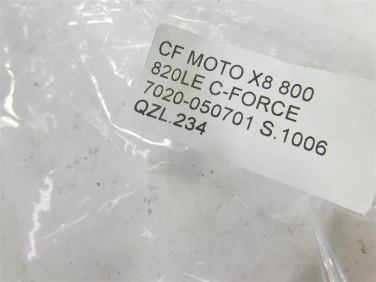 CF MOTO X8 800
820LE C-FORCE
7020-050701 S.1006
QZL.234